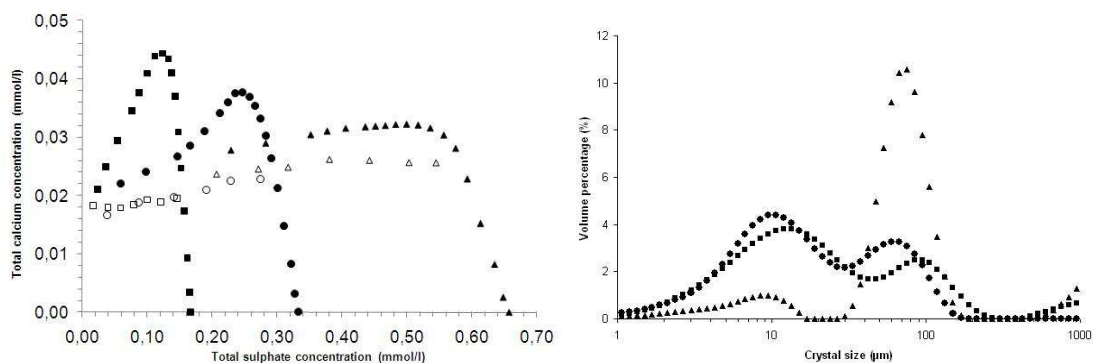 0,05
0,04
0,03
0,02
0,01
0,00
Total calcium concentration (mmol/l)
0,00 0,10 0,20 0,30 0,40 0,50 0,60 0,70
Total sulphate concentration (mmol/l)
12
10
8
6
4
2
0
Volume percentage (%)
1 10 100 1000
Crystal size (µm)